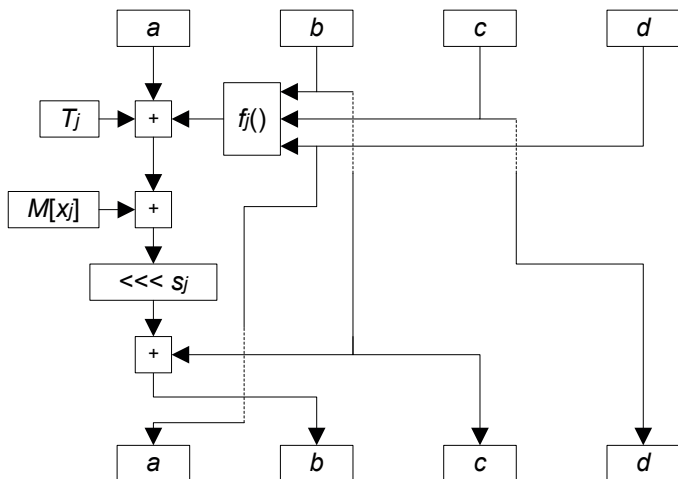 a b c d
Tj + fj()
M[xj] +
<<< sj
+
a b c d